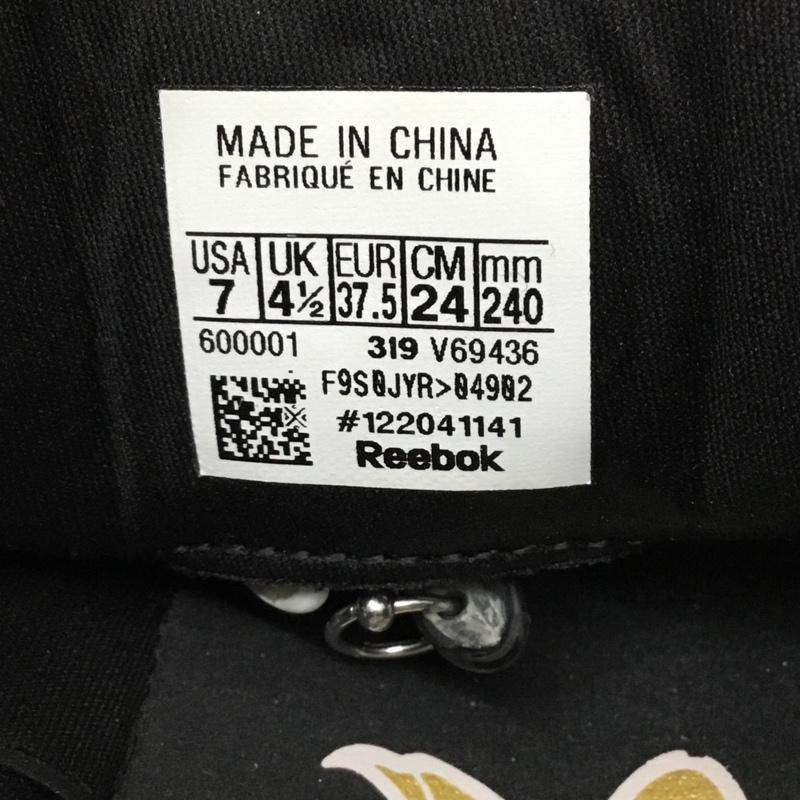 MADE IN CHINA
FABRIQUÉ EN CHINE
USA UK EUR CM mm
7 4½ 37.5 24 240
600001 319 V69436
F9S0JYR>04902
#122041141
Reebok